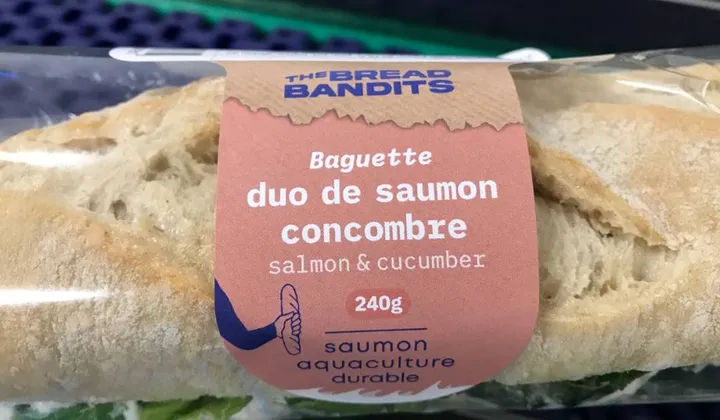 THE BREAD
BANDITS
Baguette
duo de saumon
concombre
salmon & cucumber
240g
saumon
aquaculture
durable